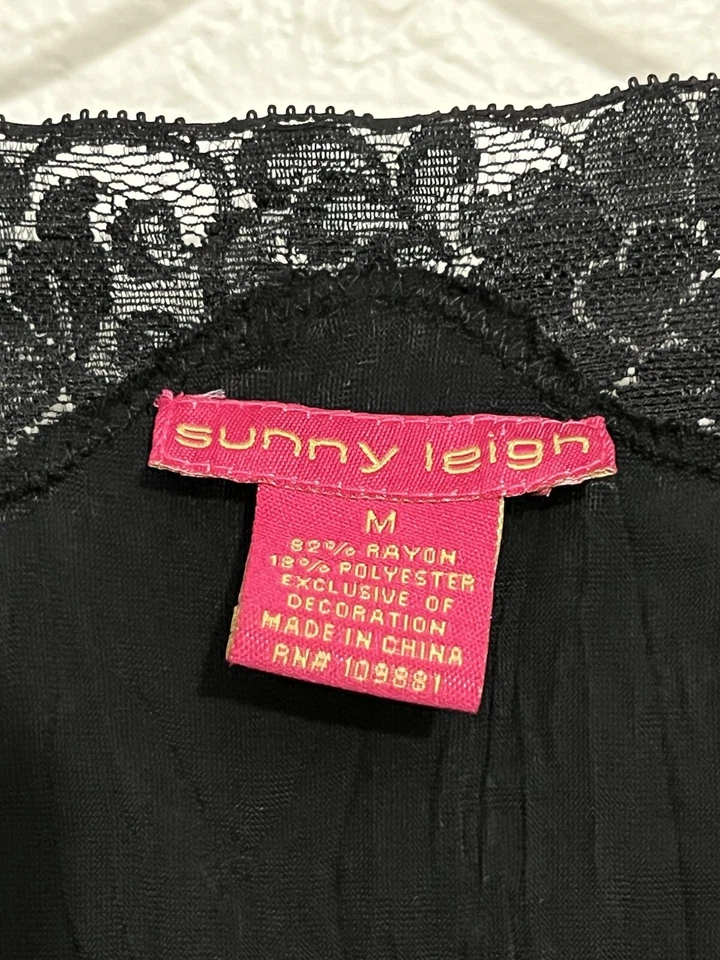 sunny leigh
M
82% RAYON
18% POLYESTER
EXCLUSIVE OF
DECORATION
MADE IN CHINA
RN# 109881